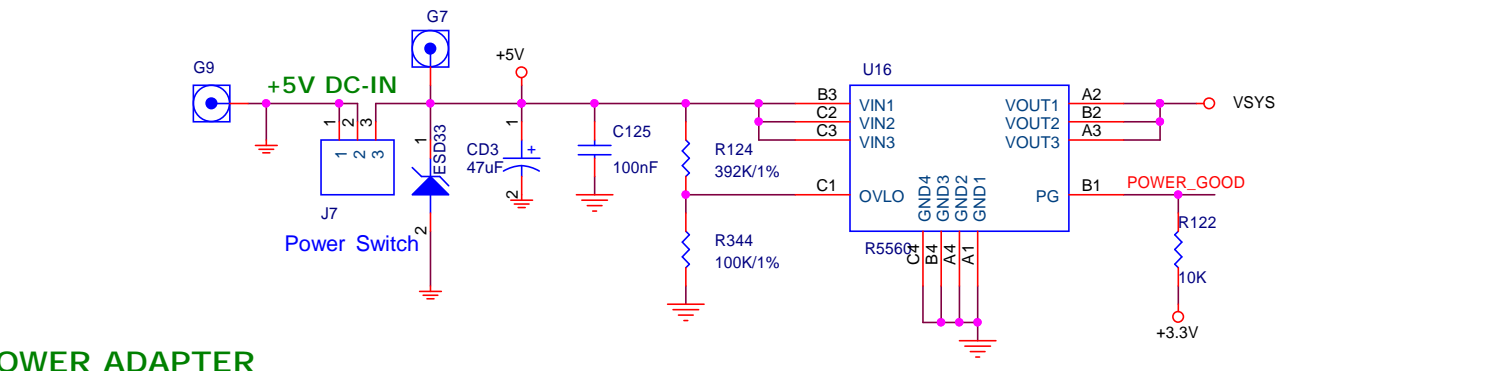 G7
+5V
G9
+5V DC-IN
U16
1
2
3
1
2
3
J7
Power Switch
1
ESD33
2
1
CD3
47uF
+
2
C125
100nF
R124
392K/1%
R344
100K/1%
B3
C2
C3
C1
VIN1
VIN2
VIN3
OVLO
VOUT1
VOUT2
VOUT3
PG
GND4
GND3
GND2
GND1
A2
B2
A3
B1
VSYS
POWER_GOOD
R5560
C4
B4
A4
A1
R122
10K
+3.3V
OWER ADAPTER